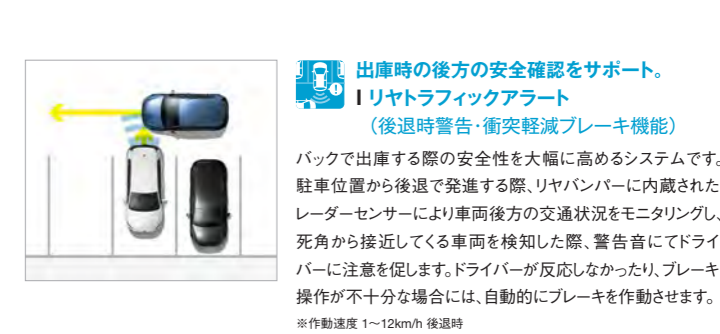 出庫時の後方の安全確認をサポート。
リヤトラフィックアラート
（後退時警告・衝突軽減ブレーキ機能）
バックで出庫する際の安全性を大幅に高めるシステムです。
駐車位置から後退で発進する際、リヤバンパーに内蔵された
レーダーセンサーにより車両後方の交通状況をモニタリングし、
死角から接近してくる車両を検知した際、警告音にてドライ
バーに注意を促します。ドライバーが反応しなかったり、ブレーキ
操作が不十分な場合には、自動的にブレーキを作動させます。
※作動速度 1〜12km/h 後退時